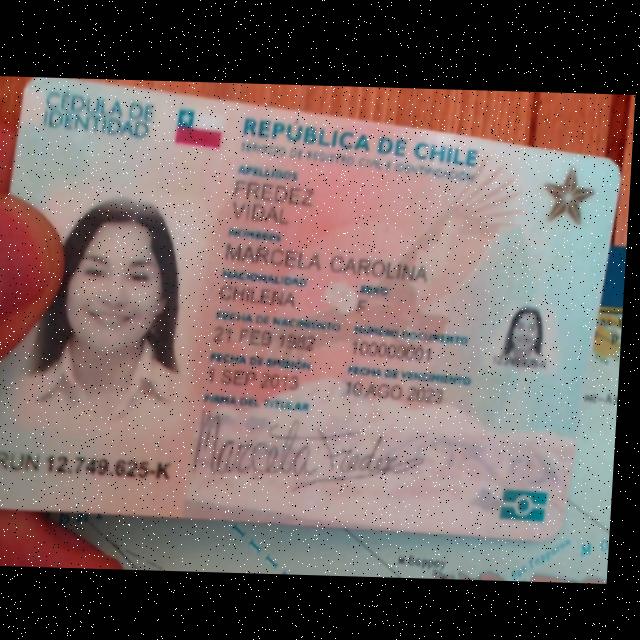 CÉDULA DE
IDENTIDAD
REPUBLICA DE CHILE
SERVICIO DE REGISTRO CIVIL E IDENTIFICACIÓN
APELLIDOS
FREDEZ
VIDAL
NOMBRES
MARCELA CAROLINA
NACIONALIDAD
SEXO
CHILENA
F
FECHA DE NACIMIENTO
NÚMERO DOCUMENTO
21 FEB 1982
100000001
FECHA DE EMISIÓN
FECHA DE VENCIMIENTO
1 SEP 2013
10 AGO 2022
FIRMA DEL TITULAR
Marcela
RUN 12.749.625-K